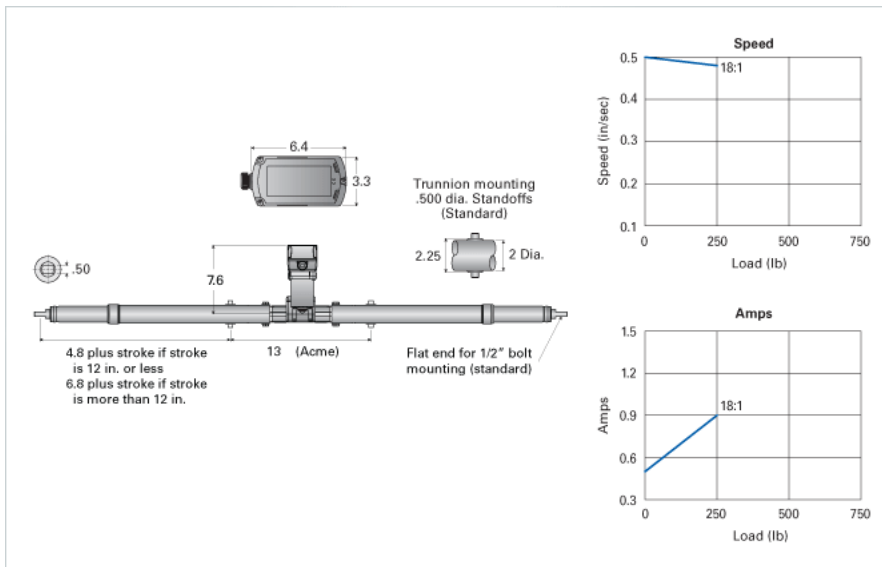 6.4
3.3
Trunnion mounting
.500 dia. Standoffs
(Standard)
2.25
2 Dia.
.50
7.6
4.8 plus stroke if stroke
is 12 in. or less
6.8 plus stroke if stroke
is more than 12 in.
13 (Acme)
Flat end for 1/2" bolt
mounting (standard)
Speed
Speed (in/sec)
0.5
0.4
0.3
0.2
0.1
18:1
0 250 500 750
Load (lb)
Amps
Amps
1.5
1.2
0.9
0.6
0.3
18:1
0 250 500 750
Load (lb)